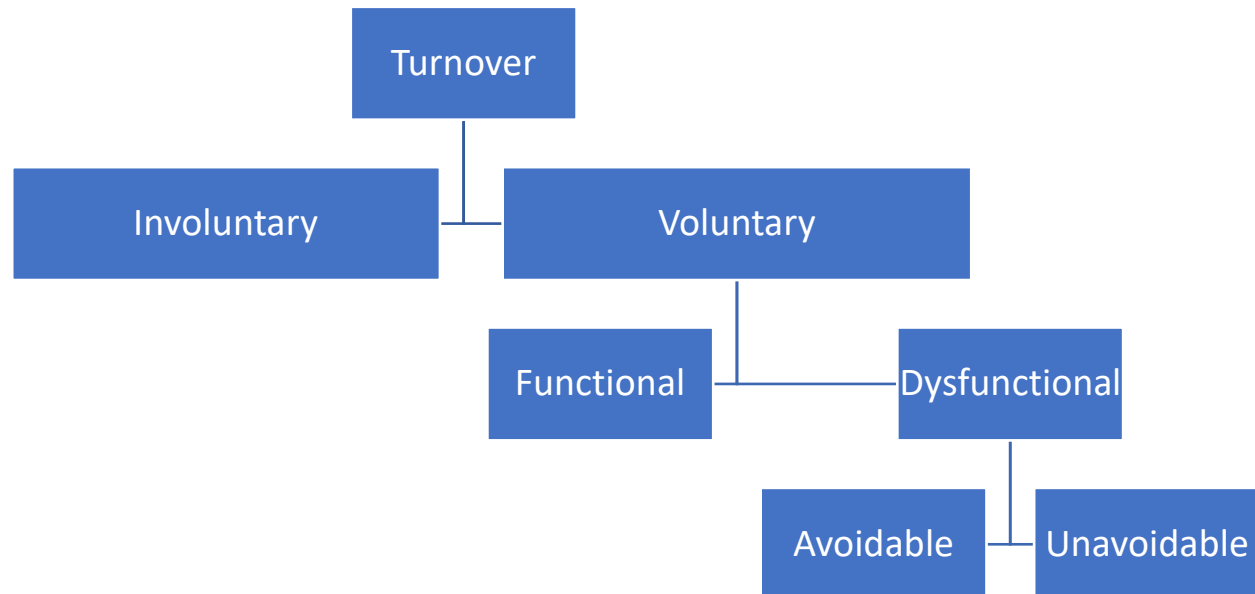 Turnover
Involuntary
Voluntary
Functional
Dysfunctional
Avoidable
Unavoidable